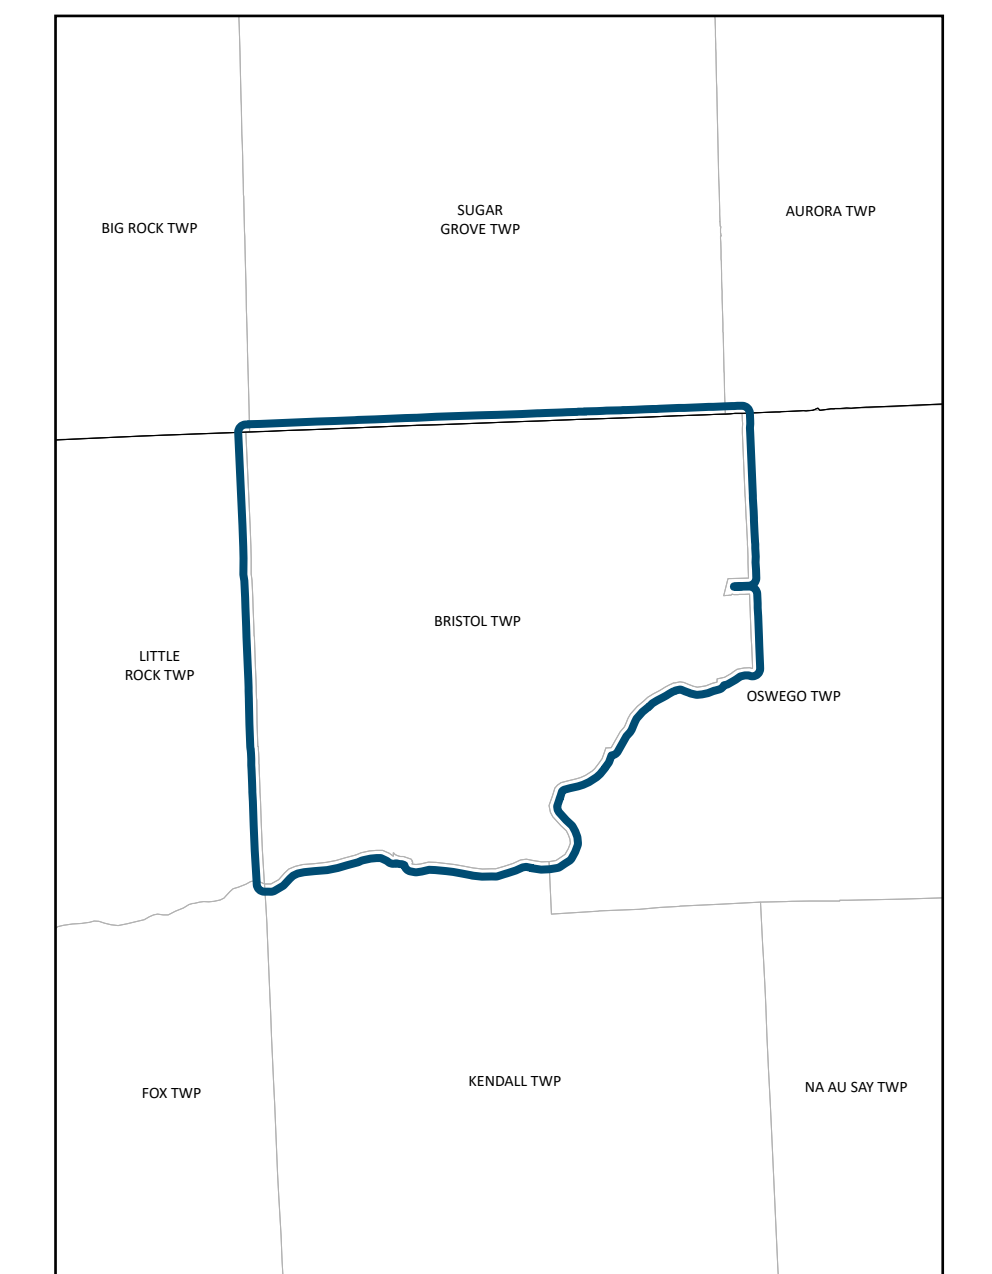 BIG ROCK TWP
SUGAR
GROVE TWP
AURORA TWP
BRISTOL TWP
LITTLE
ROCK TWP
OSWEGO TWP
FOX TWP
KENDALL TWP
NA AU SAY TWP